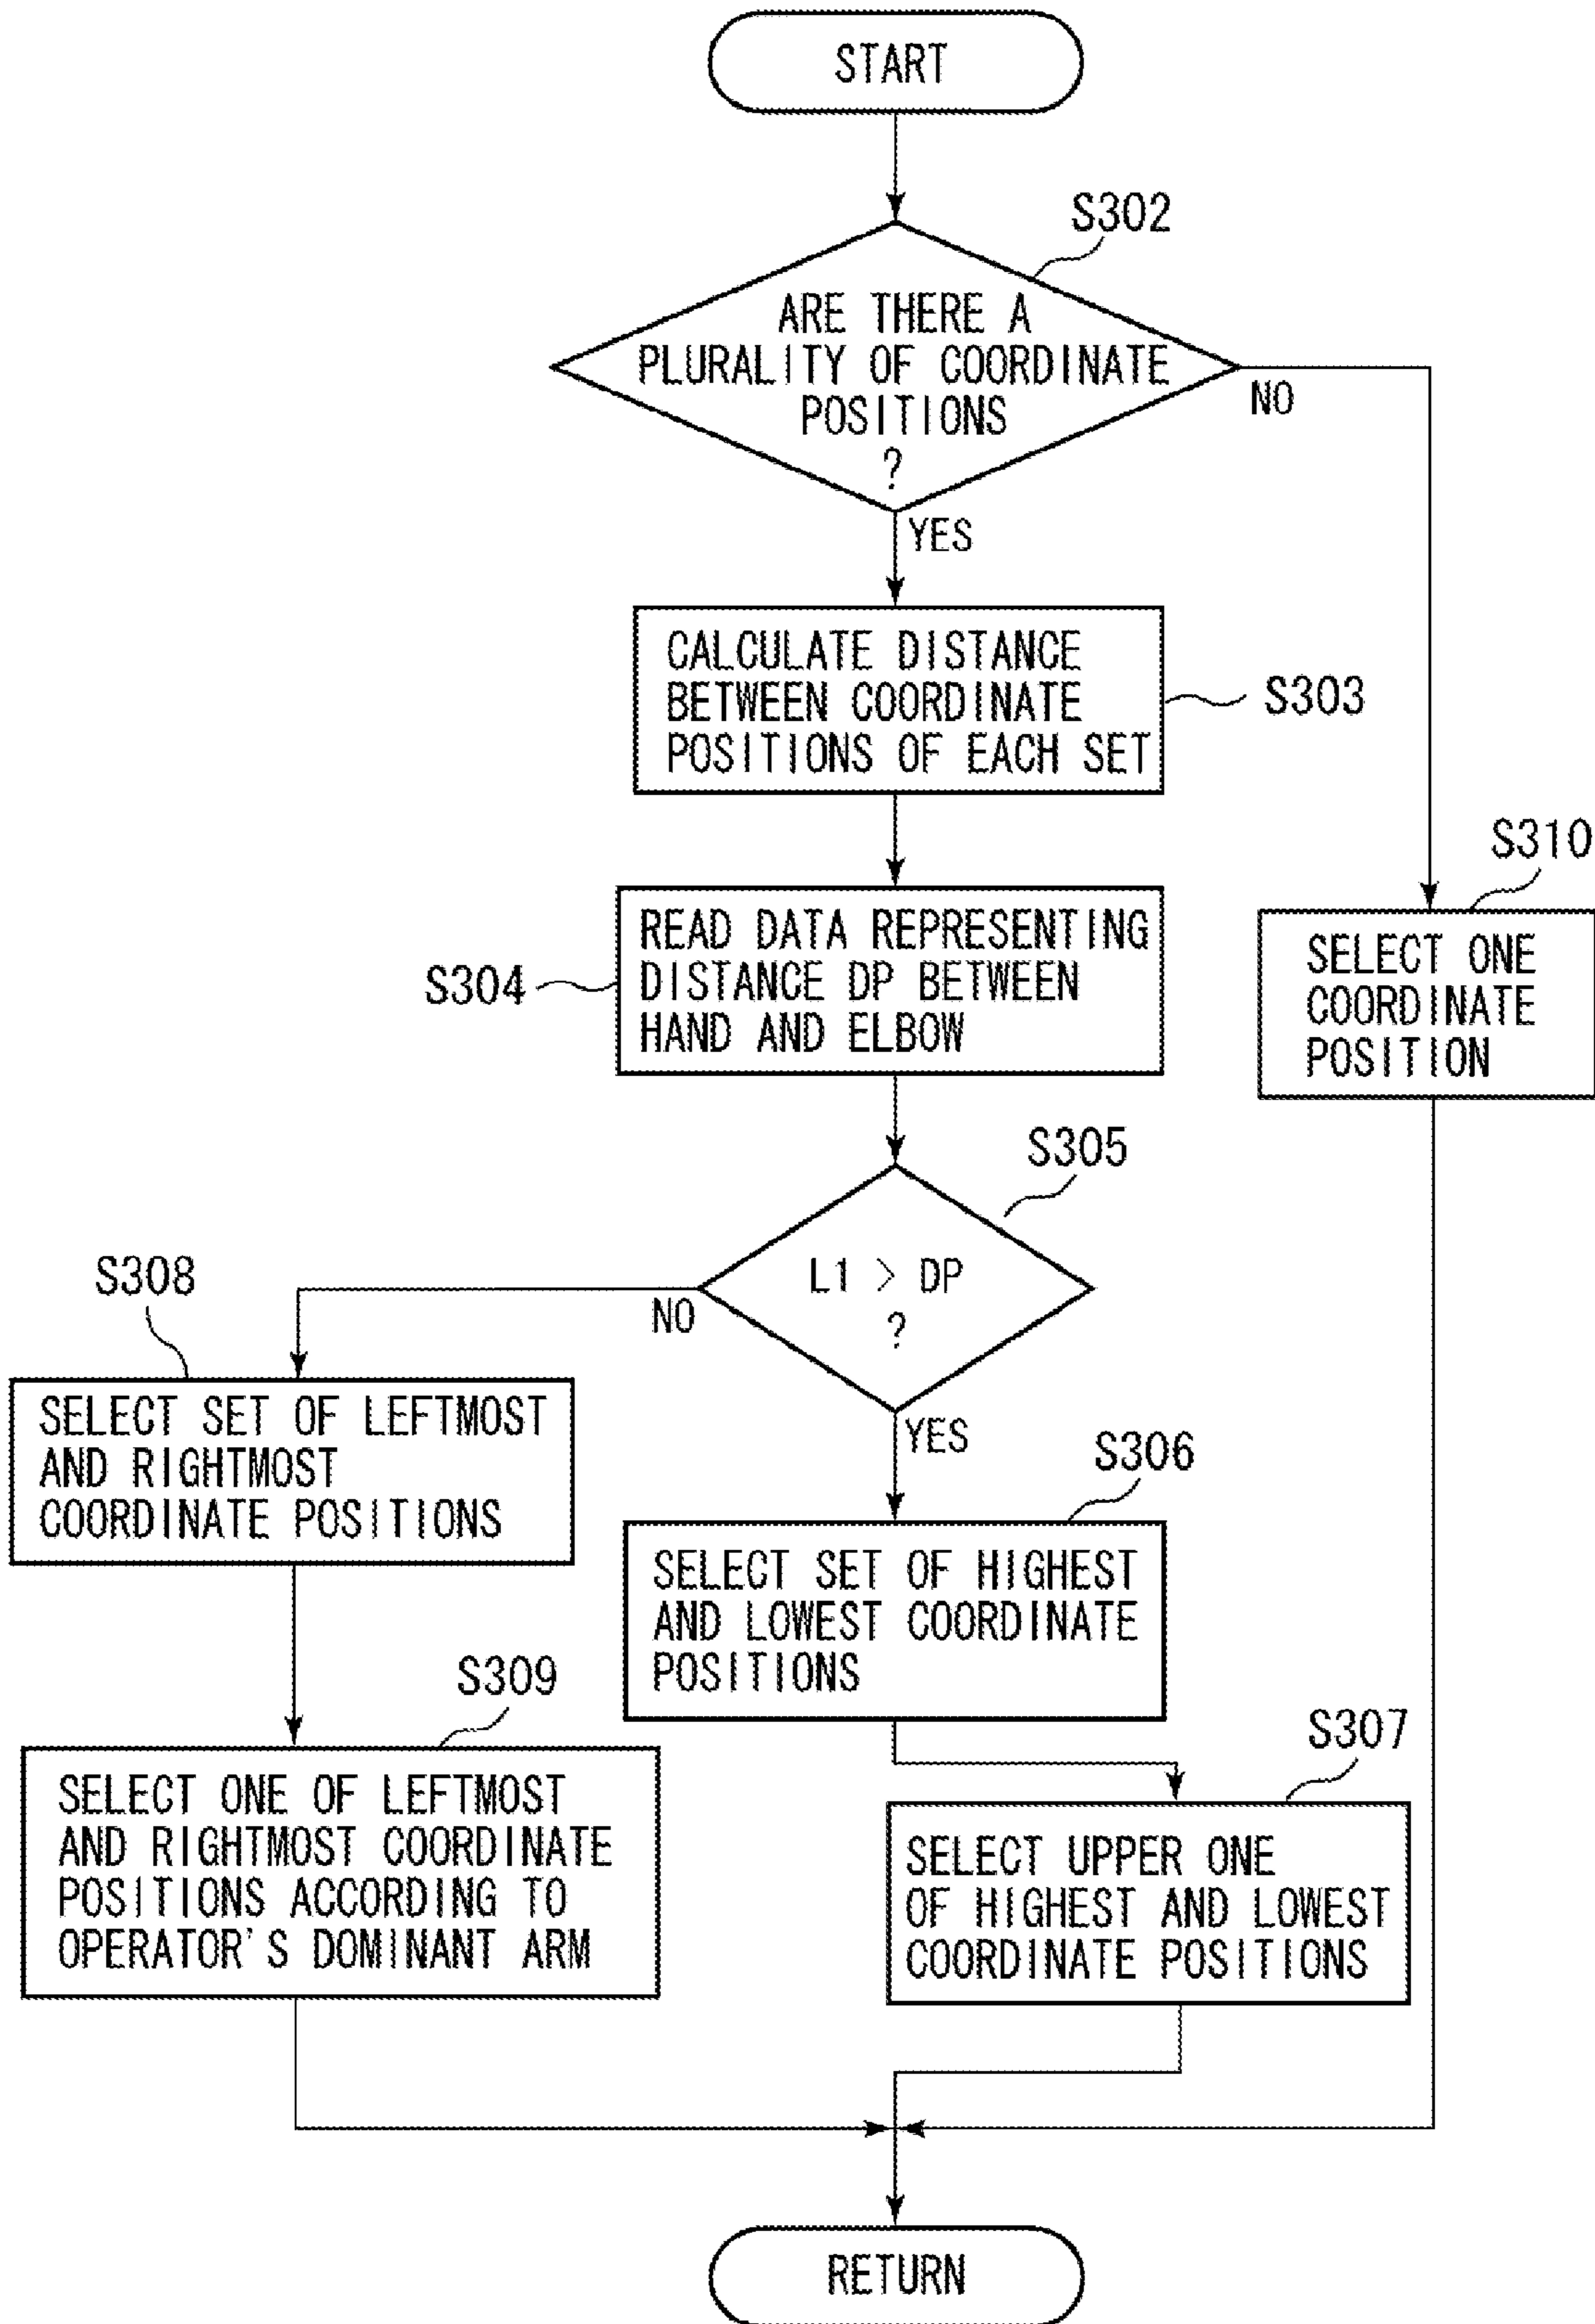 START
S302
ARE THERE A
PLURALITY OF COORDINATE
POSITIONS
?
NO
YES
CALCULATE DISTANCE
BETWEEN COORDINATE
POSITIONS OF EACH SET
S303
S304
READ DATA REPRESENTING
DISTANCE DP BETWEEN
HAND AND ELBOW
S310
SELECT ONE
COORDINATE
POSITION
S305
L1 > DP
?
NO
YES
S308
SELECT SET OF LEFTMOST
AND RIGHTMOST
COORDINATE POSITIONS
S306
SELECT SET OF HIGHEST
AND LOWEST COORDINATE
POSITIONS
S309
SELECT ONE OF LEFTMOST
AND RIGHTMOST COORDINATE
POSITIONS ACCORDING TO
OPERATOR'S DOMINANT ARM
S307
SELECT UPPER ONE
OF HIGHEST AND LOWEST
COORDINATE POSITIONS
RETURN